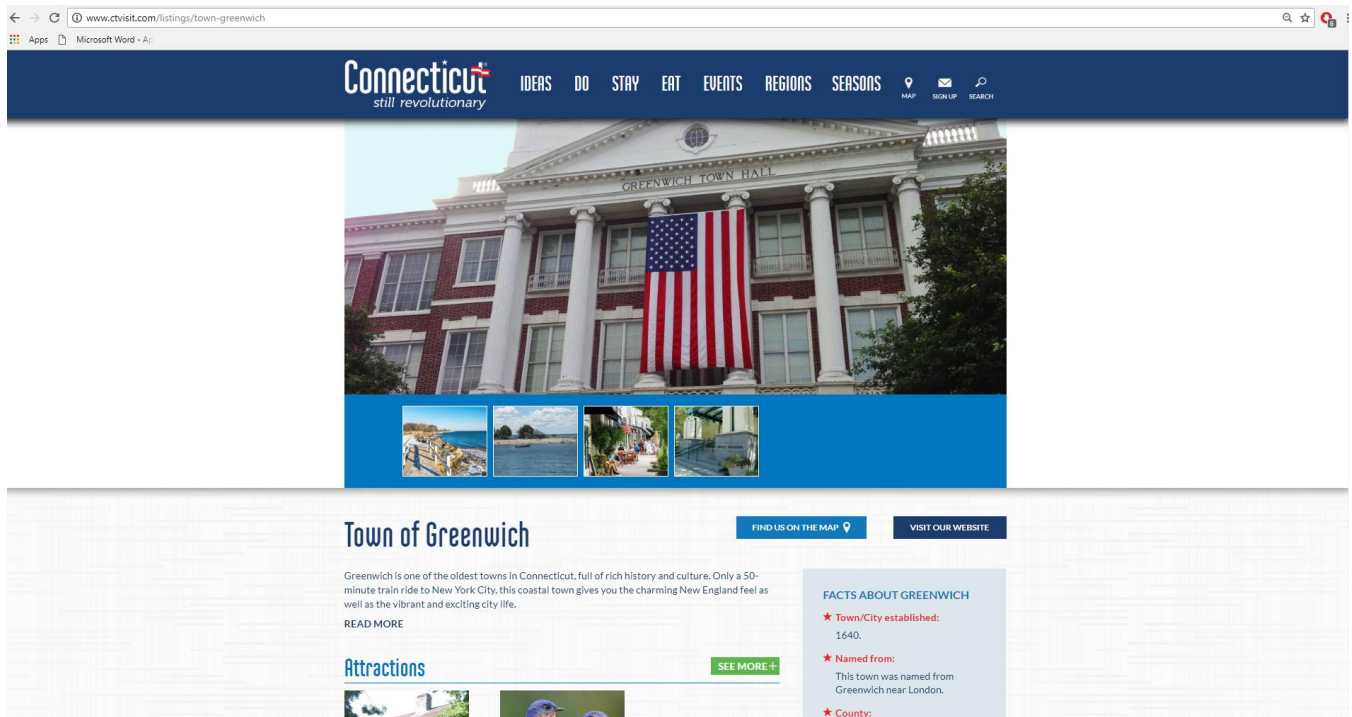 www.ctvisit.com/listings/town-greenwich
6
Apps Microsoft Word - Ap
Connecticut
still revolutionary
IDEAS DO STAY EAT EVENTS REGIONS SEASONS
MAP SIGN UP SEARCH
GREENWICH TOWN HALL
Town of Greenwich
FIND US ON THE MAP
VISIT OUR WEBSITE
Greenwich is one of the oldest towns in Connecticut, full of rich history and culture. Only a 50-
minute train ride to New York City, this coastal town gives you the charming New England feel as
well as the vibrant and exciting city life.
READ MORE
Attractions
SEE MORE +
FACTS ABOUT GREENWICH
Town/City established:
1640.
Named from:
This town was named from
Greenwich near London.
County: